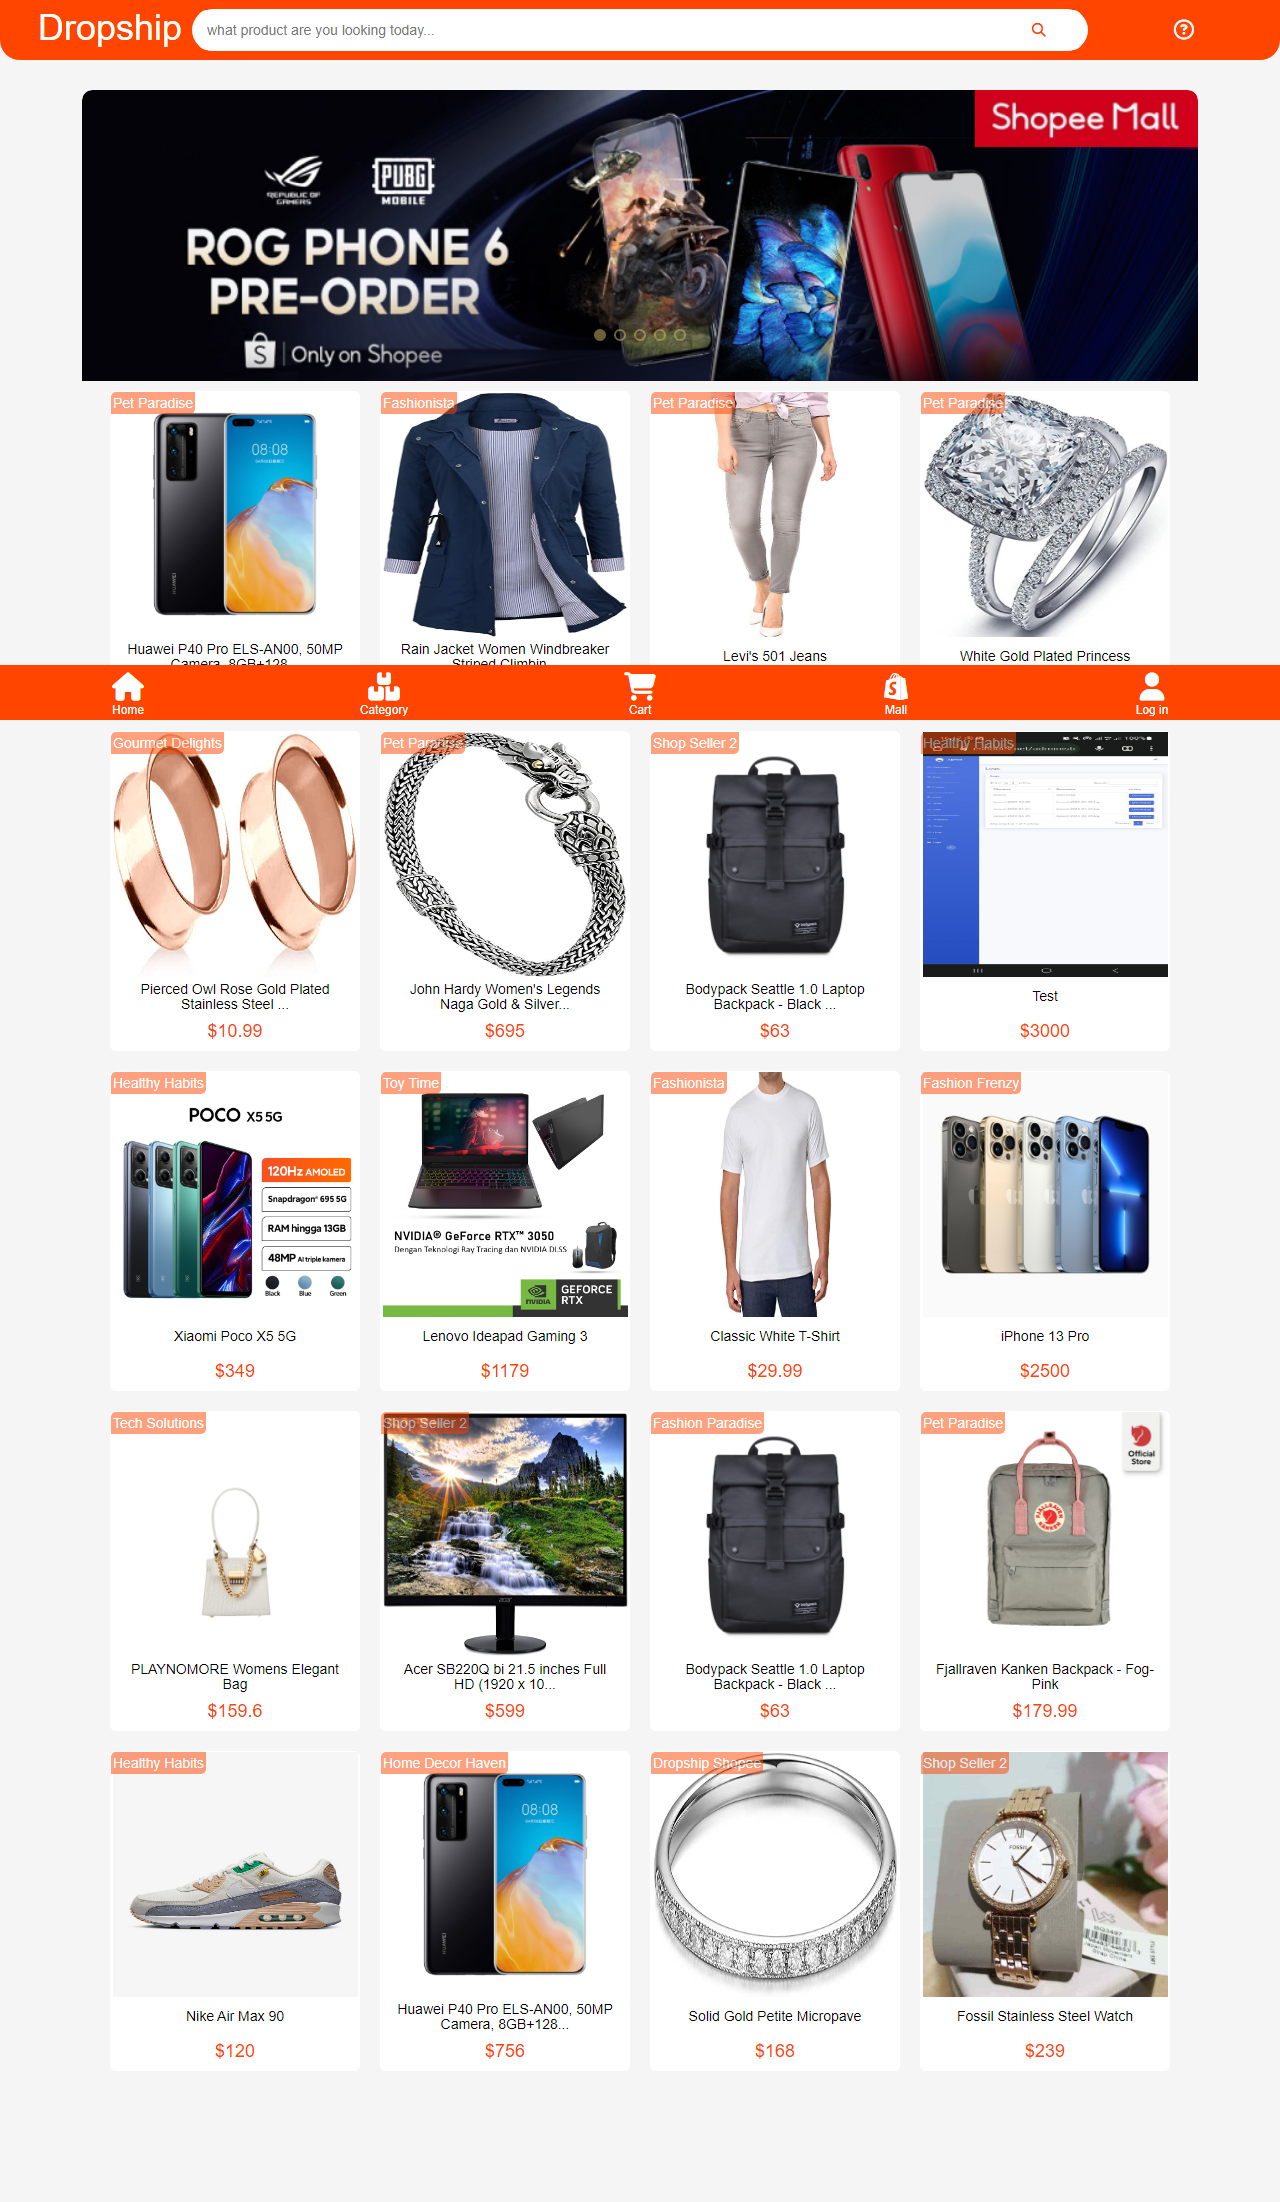 Dropship
what product are you looking today...
Shopee Mall
REPUBLIC OF
GAMERS
PUBG
MOBILE
ROG PHONE 6
PRE-ORDER
Only on Shopee
Pet Paradise
Fashionista
Pet Paradise
Pet Paradise
08:08
HUAWEI
Huawei P40 Pro ELS-AN00, 50MP
Camera, 8GB+128...
Rain Jacket Women Windbreaker
Striped Climbin...
Levi's 501 Jeans
White Gold Plated Princess
Home
Category
Cart
Mall
Log in
Gourmet Delights
Pet Paradise
Shop Seller 2
Healthy Habits
Pierced Owl Rose Gold Plated
Stainless Steel ...
$10.99
John Hardy Women's Legends
Naga Gold & Silver...
$695
Bodypack Seattle 1.0 Laptop
Backpack - Black ...
$63
Test
$3000
Healthy Habits
Toy Time
Fashionista
Fashion Frenzy
POCO X5 5G
120Hz AMOLED
Snapdragon® 695 5G
RAM hingga 13GB
48MP AI triple kamera
Black
Blue
Green
NVIDIA® GeForce RTX™ 3050
Dengan Teknologi Ray Tracing dan NVIDIA DLSS
NVIDIA
GEFORCE
RTX
Xiaomi Poco X5 5G
$349
Lenovo Ideapad Gaming 3
$1179
Classic White T-Shirt
$29.99
iPhone 13 Pro
$2500
Tech Solutions
Shop Seller 2
Fashion Paradise
Pet Paradise
Official
Store
acer
PLAYNOMORE Womens Elegant
Bag
$159.6
Acer SB220Q bi 21.5 inches Full
HD (1920 x 10...
$599
Bodypack Seattle 1.0 Laptop
Backpack - Black ...
$63
Fjallraven Kanken Backpack - Fog-
Pink
$179.99
Healthy Habits
Home Decor Haven
Dropship Shopee
Shop Seller 2
08:08
HUAWEI
FOSSIL
Nike Air Max 90
$120
Huawei P40 Pro ELS-AN00, 50MP
Camera, 8GB+128...
$756
Solid Gold Petite Micropave
$168
Fossil Stainless Steel Watch
$239